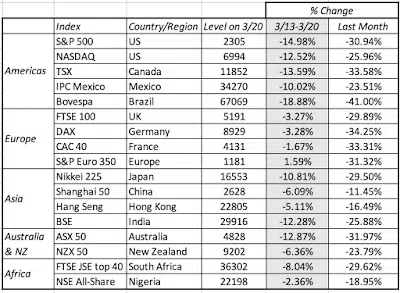 % Change
Index Country/Region Level on 3/20 3/13-3/20 Last Month
Americas
S&P 500 US 2305 -14.98% -30.94%
NASDAQ US 6994 -12.52% -25.96%
TSX Canada 11852 -13.59% -33.58%
IPC Mexico Mexico 34270 -10.02% -23.51%
Bovespa Brazil 67069 -18.88% -41.00%
Europe
FTSE 100 UK 5191 -3.27% -29.89%
DAX Germany 8929 -3.28% -34.25%
CAC 40 France 4131 -1.67% -33.31%
S&P Euro 350 Europe 1181 1.59% -31.32%
Asia
Nikkei 225 Japan 16553 -10.81% -29.50%
Shanghai 50 China 2628 -6.09% -11.45%
Hang Seng Hong Kong 22805 -5.11% -16.49%
BSE India 29916 -12.28% -25.88%
Australia
& NZ
ASX 50 Australia 4828 -12.87% -31.97%
NZX 50 New Zealand 9202 -6.36% -23.79%
Africa
FTSE JSE top 40 South Africa 36302 -8.04% -29.62%
NSE All-Share Nigeria 22198 -2.36% -18.95%